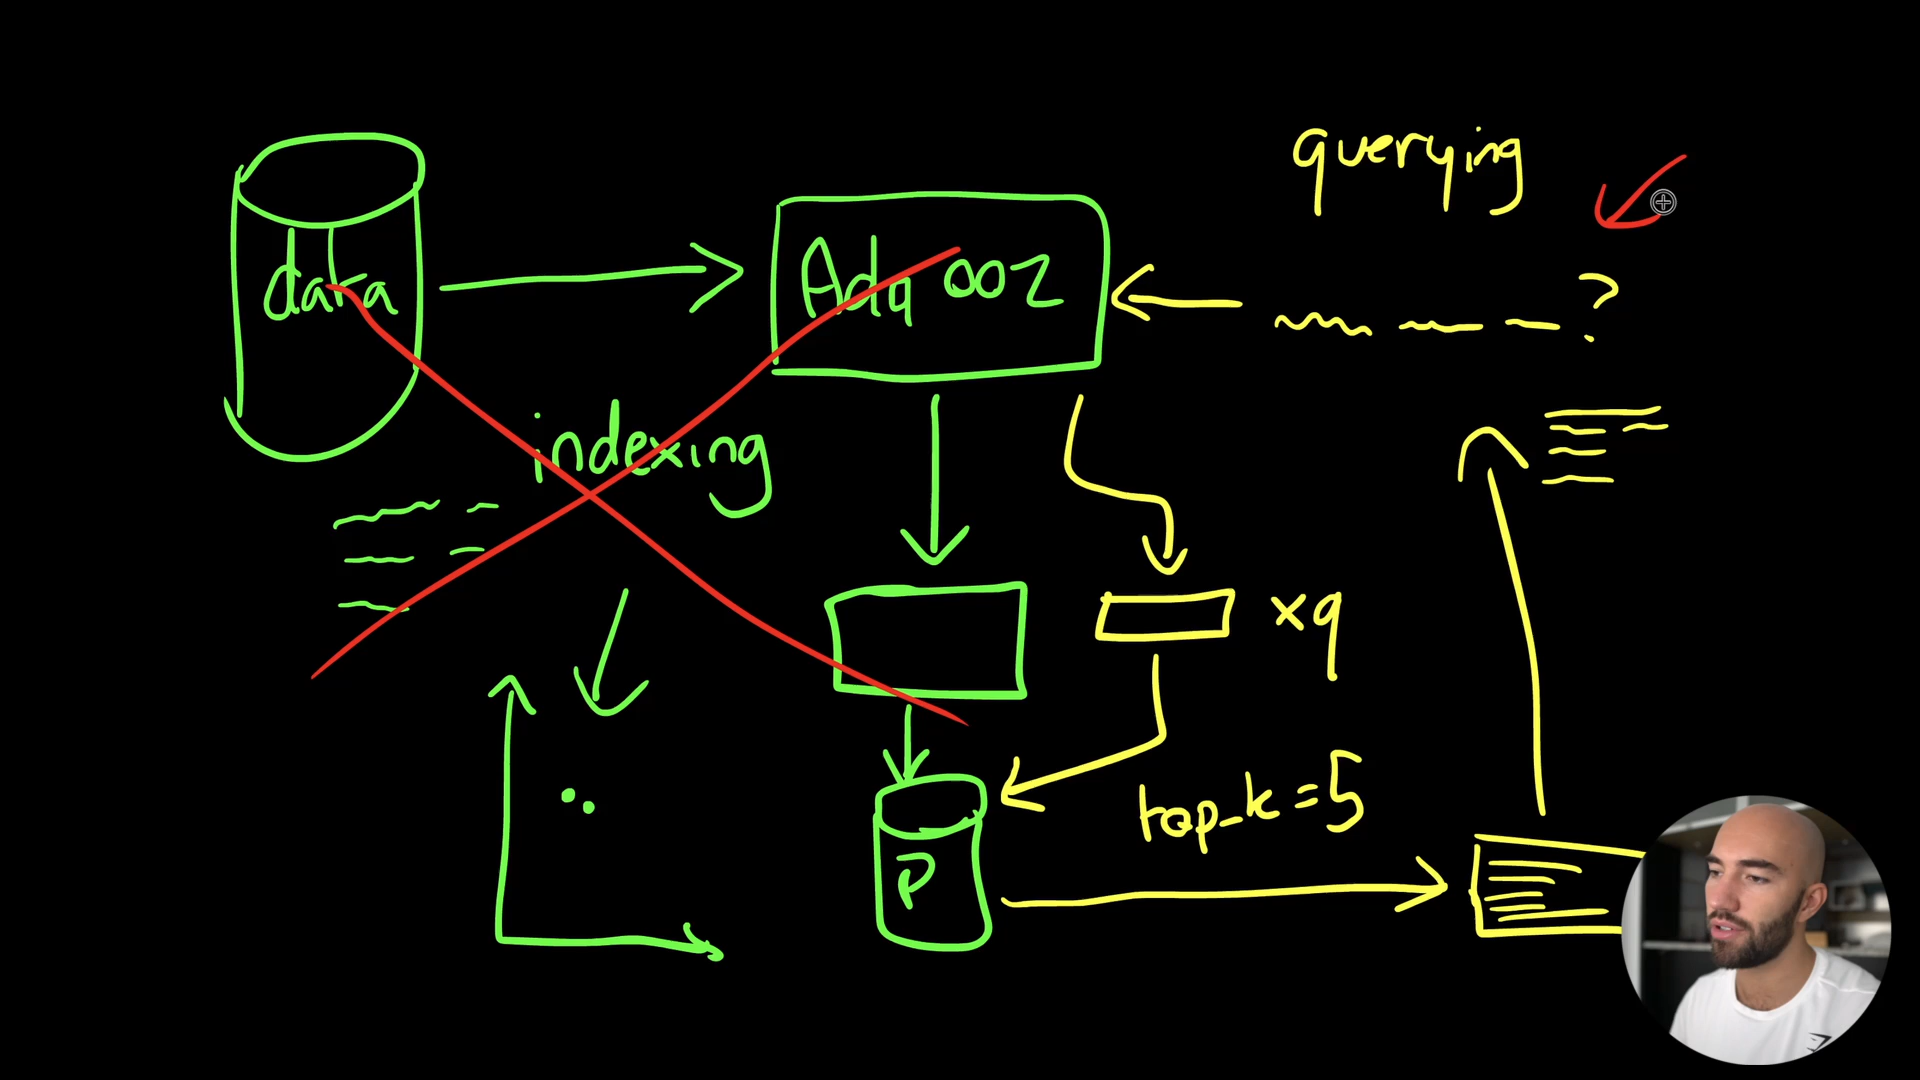 querying
data
Ada 002
?
indexing
xq
top_k=5
P